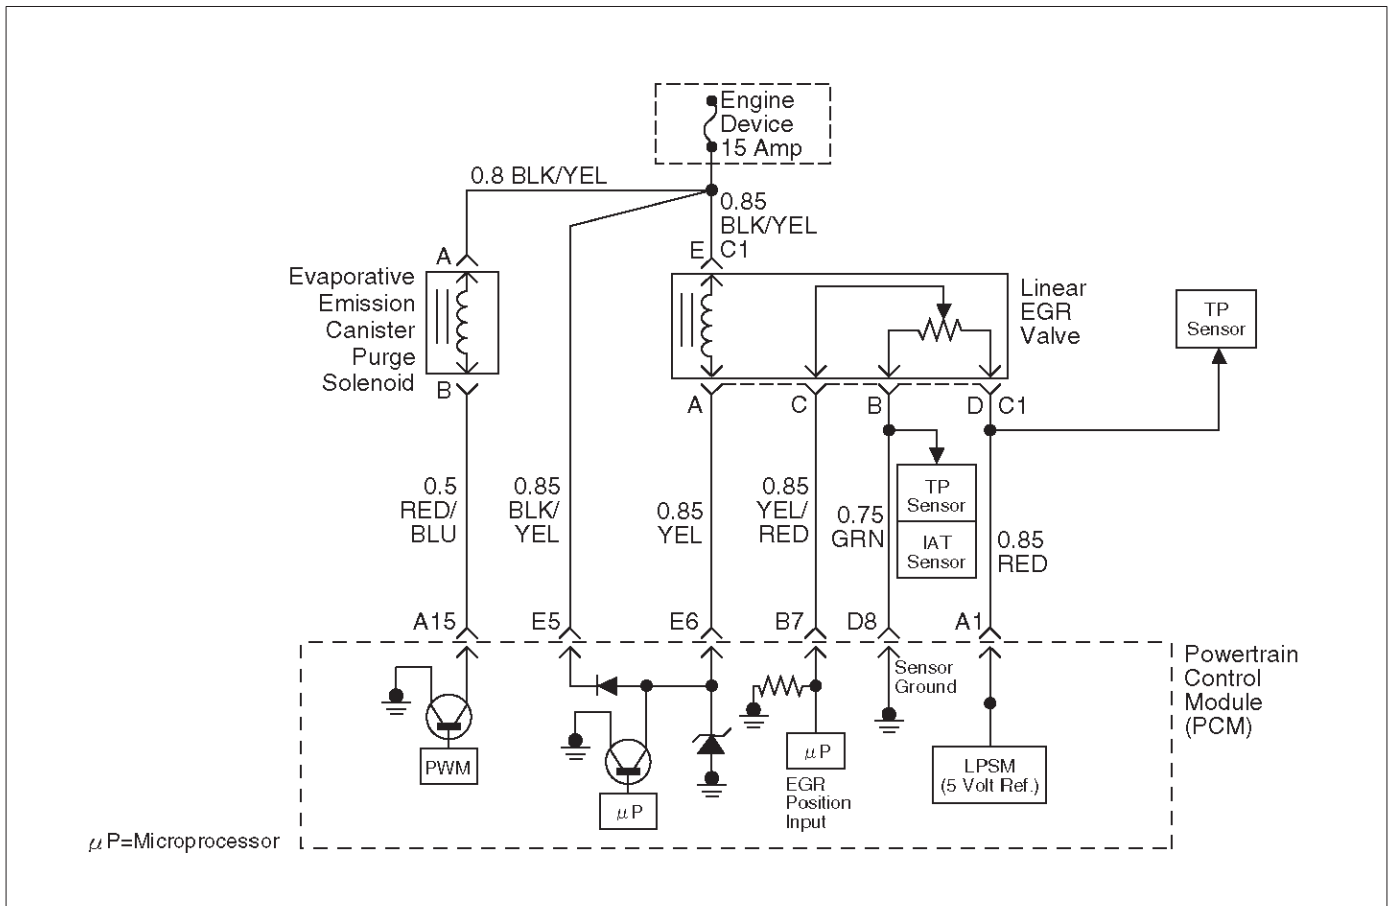 Engine
Device
15 Amp
0.8 BLK/YEL
0.85
BLK/YEL
A
E C1
Evaporative
Emission
Canister
Purge
Solenoid
Linear
EGR
Valve
TP
Sensor
B
A
C
B
D C1
0.5
RED/
BLU
0.85
BLK/
YEL
0.85
YEL
0.85
YEL/
RED
0.75
GRN
TP
Sensor
IAT
Sensor
0.85
RED
A15
E5
E6
B7
D8
A1
Sensor
Ground
Powertrain
Control
Module
(PCM)
PWM
μP
μP
EGR
Position
Input
LPSM
(5 Volt Ref.)
μP=Microprocessor